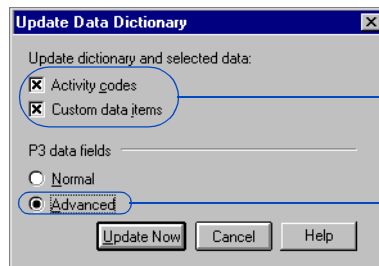 Update Data Dictionary
Update dictionary and selected data:
Activity codes
Custom data items
P3 data fields
Normal
Advanced
Update Now Cancel Help